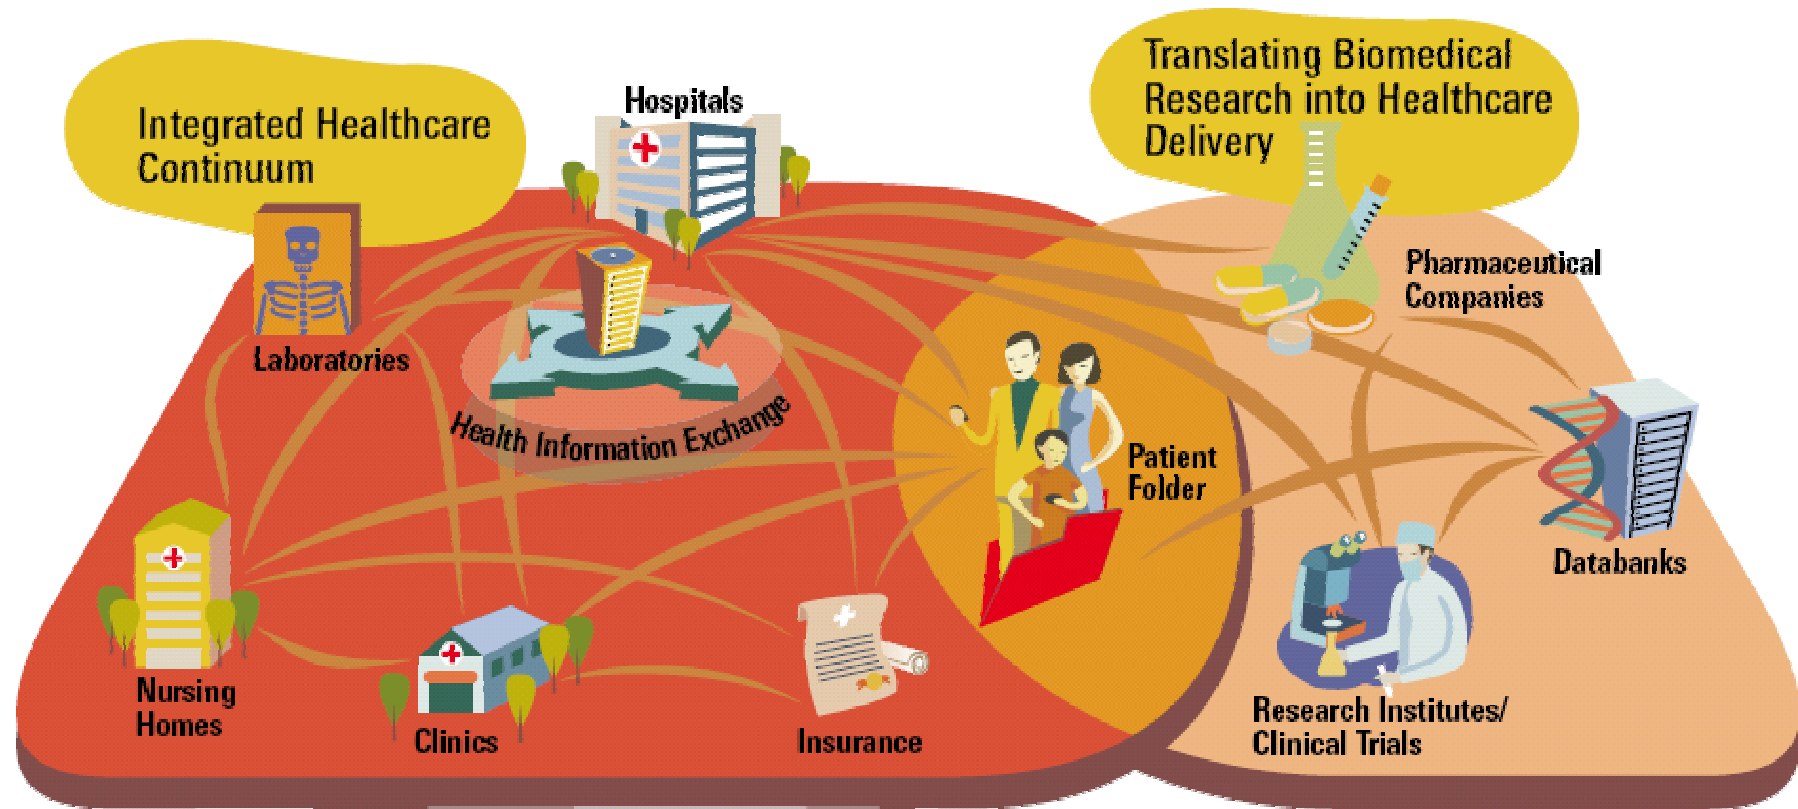 Integrated Healthcare
Continuum
Hospitals
Translating Biomedical
Research into Healthcare
Delivery
Pharmaceutical
Companies
Laboratories
Health Information Exchange
Patient
Folder
Databanks
Nursing
Homes
Clinics
Insurance
Research Institutes/
Clinical Trials